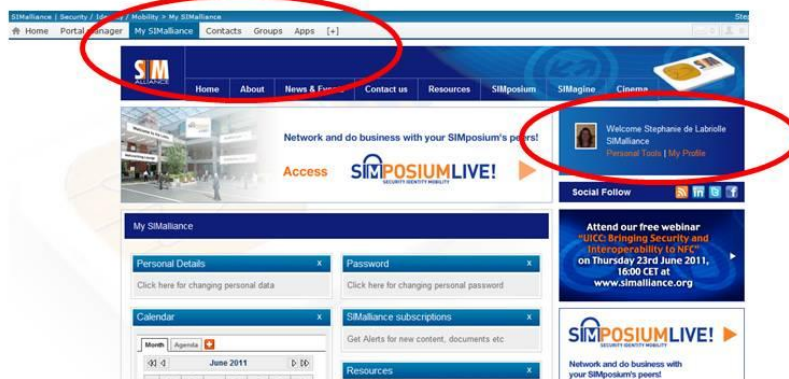 SIMalliance | Security / Identity / Mobility > My SIMalliance
Home Portal manager My SIMalliance Contacts Groups Apps [+]
SIM
ALLIANCE
Home About News & Events Contact us Resources SIMposium SIMagine Cinema
Network and do business with your SIMposium's peers!
Access SIMPOSIUMLIVE!
SECURITY IDENTITY MOBILITY
Welcome Stephanie de Labriolle
SIMalliance
Personal Tools | My Profile
Social Follow
My SIMalliance
Personal Details x
Click here for changing personal data
Password x
Click here for changing personal password
Calendar x
Month Agenda
June 2011
SIMalliance subscriptions x
Get Alerts for new content, documents etc
Resources x
Attend our free webinar
"UICC: Bringing Security and
Interoperability to NFC"
on Thursday 23rd June 2011,
16:00 CET at
www.simalliance.org
SIMPOSIUMLIVE!
SECURITY IDENTITY MOBILITY
Network and do business with
your SIMposium's peers!